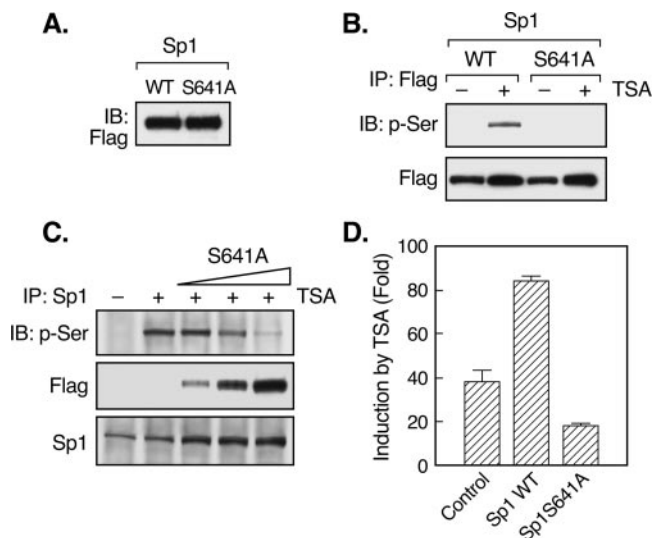 A.
Sp1
WT S641A
IB:
Flag
B.
Sp1
WT S641A
IP: Flag
− + − + TSA
IB: p-Ser
Flag
C.
S641A
IP: Sp1 − + + + + TSA
IB: p-Ser
Flag
Sp1
D.
Induction by TSA (Fold)
100
80
60
40
20
0
Control
Sp1 WT
Sp1S641A